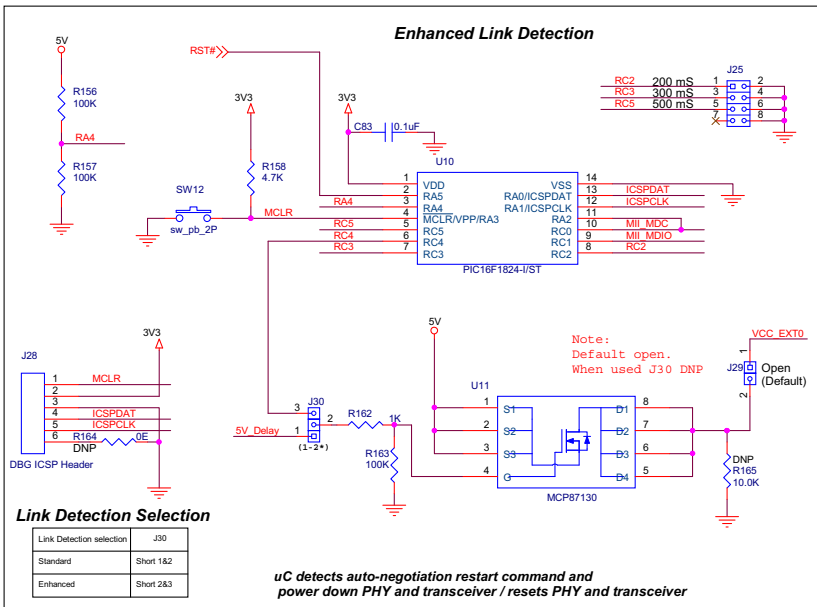 Enhanced Link Detection
5V
RST#
R156
100K
RA4
R157
100K
3V3
R158
4.7K
SW12
sw_pb_2P
MCLR
3V3
C83
0.1uF
U10
1
VDD
2
RA5
RA4
3
RA4
4
MCLR/VPP/RA3
RC5
5
RC5
RC4
6
RC4
RC3
7
RC3
VSS
14
RA0/ICSPDAT
13
ICSPDAT
RA1/ICSPCLK
12
ICSPCLK
RA2
11
RC0
10
MII_MDC
RC1
9
MII_MDIO
RC2
8
RC2
PIC16F1824-I/ST
J25
RC2
200 mS
1
2
RC3
300 mS
3
4
RC5
500 mS
5
6
7
8
J28
3V3
1
MCLR
2
3
4
ICSPDAT
5
ICSPCLK
6
R164
0E
DNP
DBG ICSP Header
J30
3
2
1
5V_Delay
(1-2*)
R162
1K
R163
100K
5V
U11
1
S1
2
S2
3
S3
4
G
D1
8
D2
7
D3
6
D4
5
MCP87130
Note:
Default open.
When used J30 DNP
VCC_EXT0
1
J29
Open
(Default)
2
DNP
R165
10.0K
Link Detection Selection
Link Detection selection J30
Standard Short 1&2
Enhanced Short 2&3
uC detects auto-negotiation restart command and
power down PHY and transceiver / resets PHY and transceiver